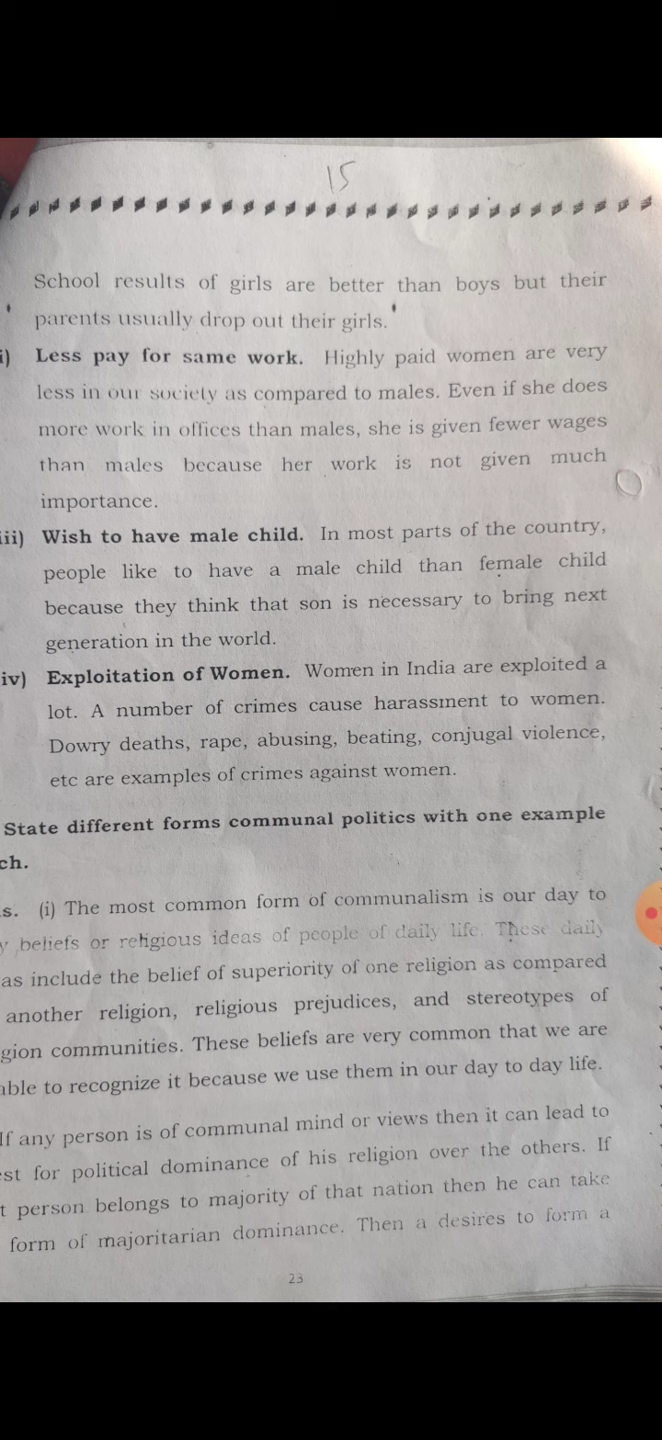 15
School results of girls are better than boys but their
parents usually drop out their girls.
i) Less pay for same work. Highly paid women are very
less in our society as compared to males. Even if she does
more work in offices than males, she is given fewer wages
than males because her work is not given much
importance.
iii) Wish to have male child. In most parts of the country,
people like to have a male child than female child
because they think that son is necessary to bring next
generation in the world.
iv) Exploitation of Women. Women in India are exploited a
lot. A number of crimes cause harassment to women.
Dowry deaths, rape, abusing, beating, conjugal violence,
etc are examples of crimes against women.
State different forms communal politics with one example
ch.
s. (i) The most common form of communalism is our day to
y beliefs or religious ideas of people of daily life. These daily
as include the belief of superiority of one religion as compared
another religion, religious prejudices, and stereotypes of
gion communities. These beliefs are very common that we are
able to recognize it because we use them in our day to day life.
If any person is of communal mind or views then it can lead to
est for political dominance of his religion over the others. If
t person belongs to majority of that nation then he can take
form of majoritarian dominance. Then a desires to form a
23